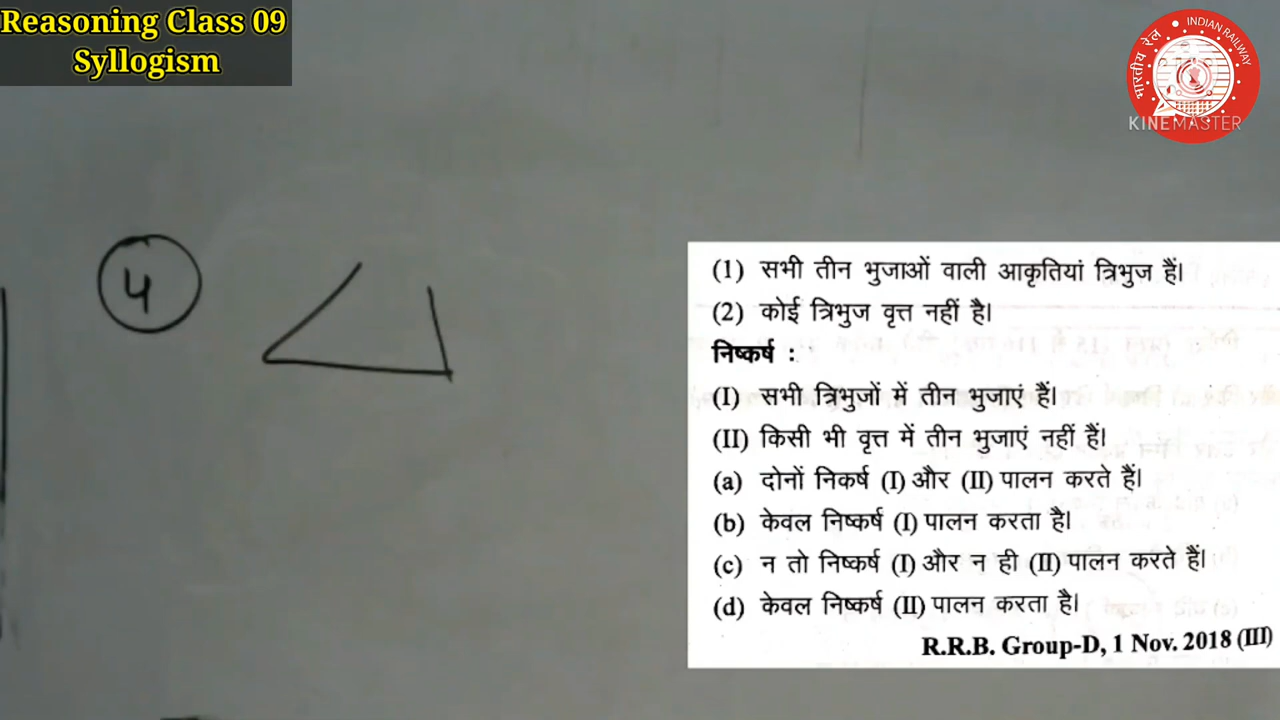 Reasoning Class 09
Syllogism
भारतीय रेल
INDIAN RAILWAY
KINEMASTER
4
(1) सभी तीन भुजाओं वाली आकृतियां त्रिभुज हैं।
(2) कोई त्रिभुज वृत्त नहीं है।
निष्कर्ष :
(I) सभी त्रिभुजों में तीन भुजाएं हैं।
(II) किसी भी वृत्त में तीन भुजाएं नहीं हैं।
(a) दोनों निकर्ष (I) और (II) पालन करते हैं।
(b) केवल निष्कर्ष (I) पालन करता है।
(c) न तो निष्कर्ष (I) और न ही (II) पालन करते हैं।
(d) केवल निष्कर्ष (II) पालन करता है।
R.R.B. Group-D, 1 Nov. 2018 (III)